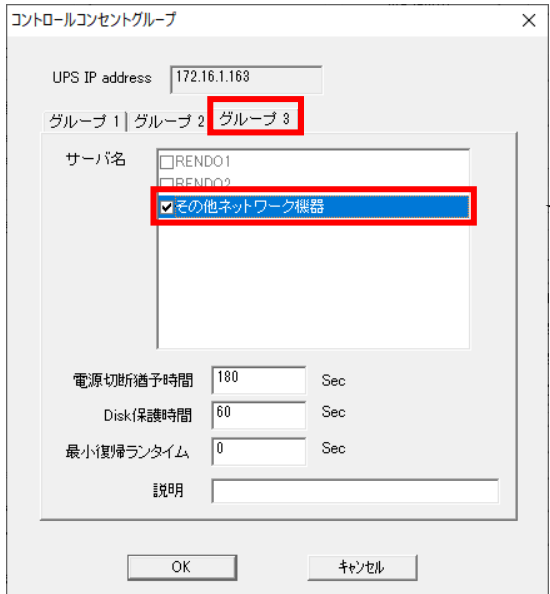 コントロールコンセントグループ
UPS IP address 172.16.1.163
グループ 1 グループ 2 グループ 3
サーバ名
RENDO1
RENDO2
その他ネットワーク機器
電源切断猶予時間 180 Sec
Disk保護時間 60 Sec
最小復帰ランタイム 0 Sec
説明
OK キャンセル